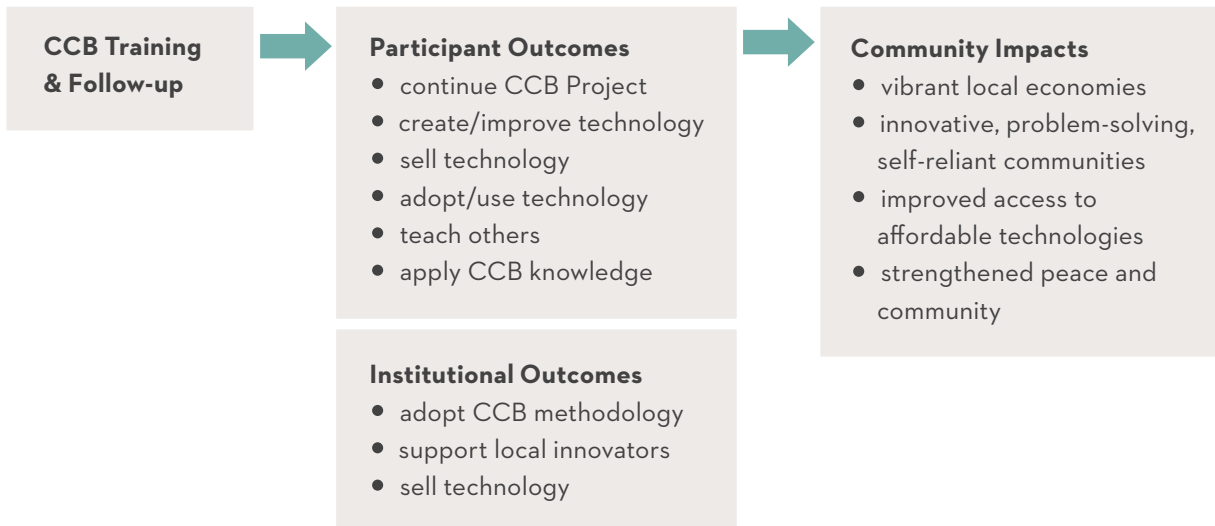 CCB Training
& Follow-up
Participant Outcomes
• continue CCB Project
• create/improve technology
• sell technology
• adopt/use technology
• teach others
• apply CCB knowledge
Institutional Outcomes
• adopt CCB methodology
• support local innovators
• sell technology
Community Impacts
• vibrant local economies
• innovative, problem-solving,
self-reliant communities
• improved access to
affordable technologies
• strengthened peace and
community